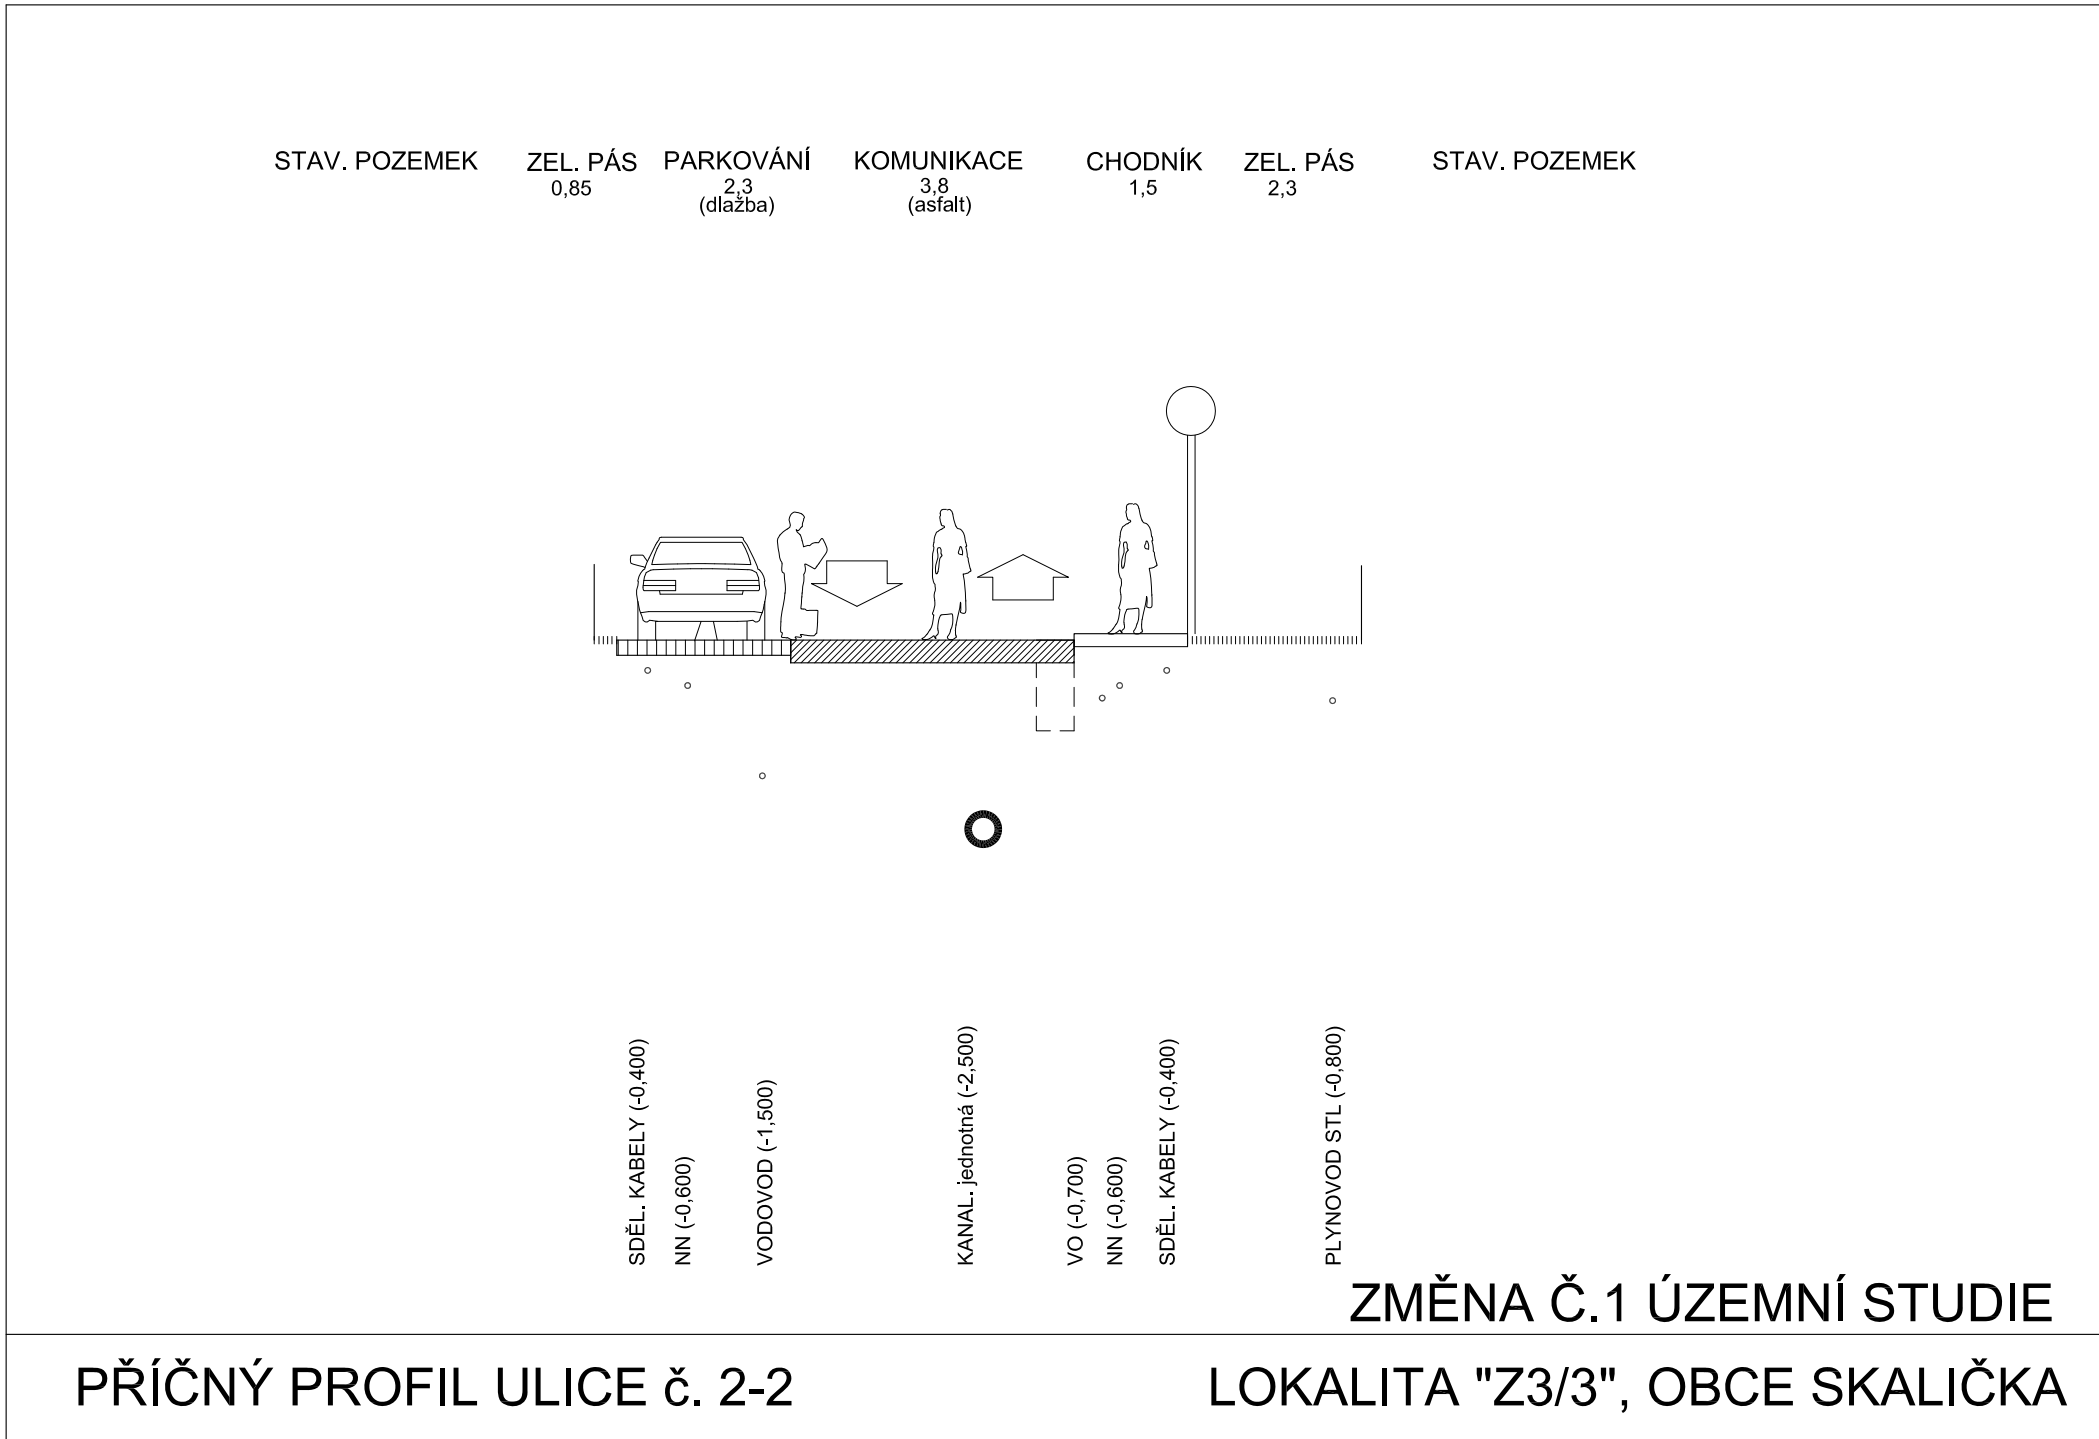 STAV. POZEMEK ZEL. PÁS PARKOVÁNÍ KOMUNIKACE CHODNÍK ZEL. PÁS STAV. POZEMEK
0,85 2,3 3,8 1,5 2,3
(dlažba) (asfalt)
SDĚL. KABELY (-0,400)
NN (-0,600)
VODOVOD (-1,500)
KANAL. jednotná (-2,500)
VO (-0,700)
NN (-0,600)
SDĚL. KABELY (-0,400)
PLYNOVOD STL (-0,800)
ZMĚNA Č.1 ÚZEMNÍ STUDIE
PŘÍČNÝ PROFIL ULICE č. 2-2 LOKALITA "Z3/3", OBCE SKALIČKA